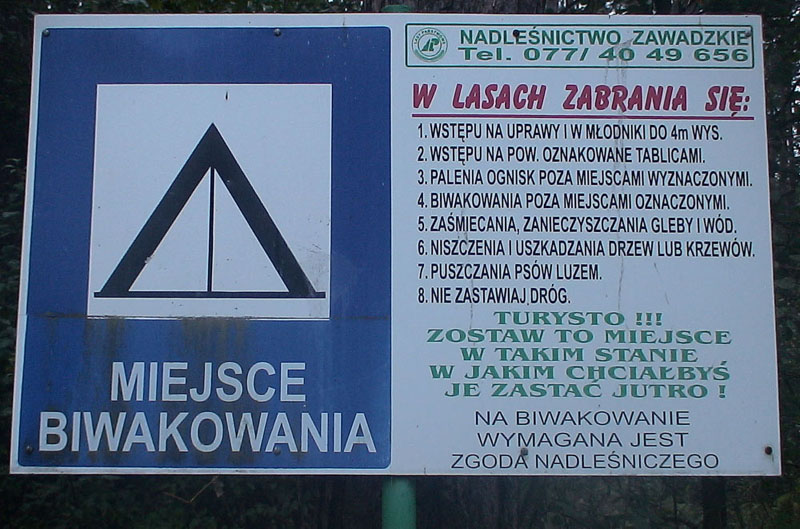 MIEJSCE
BIWAKOWANIA
NADLEŚNICTWO ZAWADZKIE
Tel. 077/ 40 49 656
W LASACH ZABRANIA SIĘ:
1. WSTĘPU NA UPRAWY I W MŁODNIKI DO 4m WYS.
2. WSTĘPU NA POW. OZNAKOWANE TABLICAMI.
3. PALENIA OGNISK POZA MIEJSCAMI WYZNACZONYMI.
4. BIWAKOWANIA POZA MIEJSCAMI OZNACZONYMI.
5. ZAŚMIECANIA, ZANIECZYSZCZANIA GLEBY I WÓD.
6. NISZCZENIA I USZKADZANIA DRZEW LUB KRZEWÓW.
7. PUSZCZANIA PSÓW LUZEM.
8. NIE ZASTAWIAJ DRÓG.
TURYSTO !!!
ZOSTAW TO MIEJSCE
W TAKIM STANIE
W JAKIM CHCIAŁBYŚ
JE ZASTAĆ JUTRO !
NA BIWAKOWANIE
WYMAGANA JEST
ZGODA NADLEŚNICZEGO